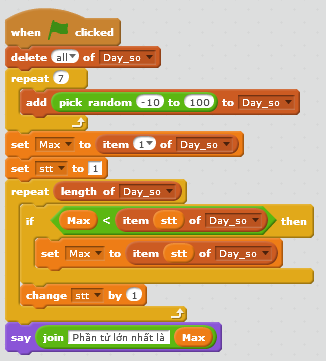 when clicked
delete all of Day_so
repeat 7
add pick random -10 to 100 to Day_so
set Max to item 1 of Day_so
set stt to 1
repeat length of Day_so
if Max < item stt of Day_so then
set Max to item stt of Day_so
change stt by 1
say join Phần tử lớn nhất là Max